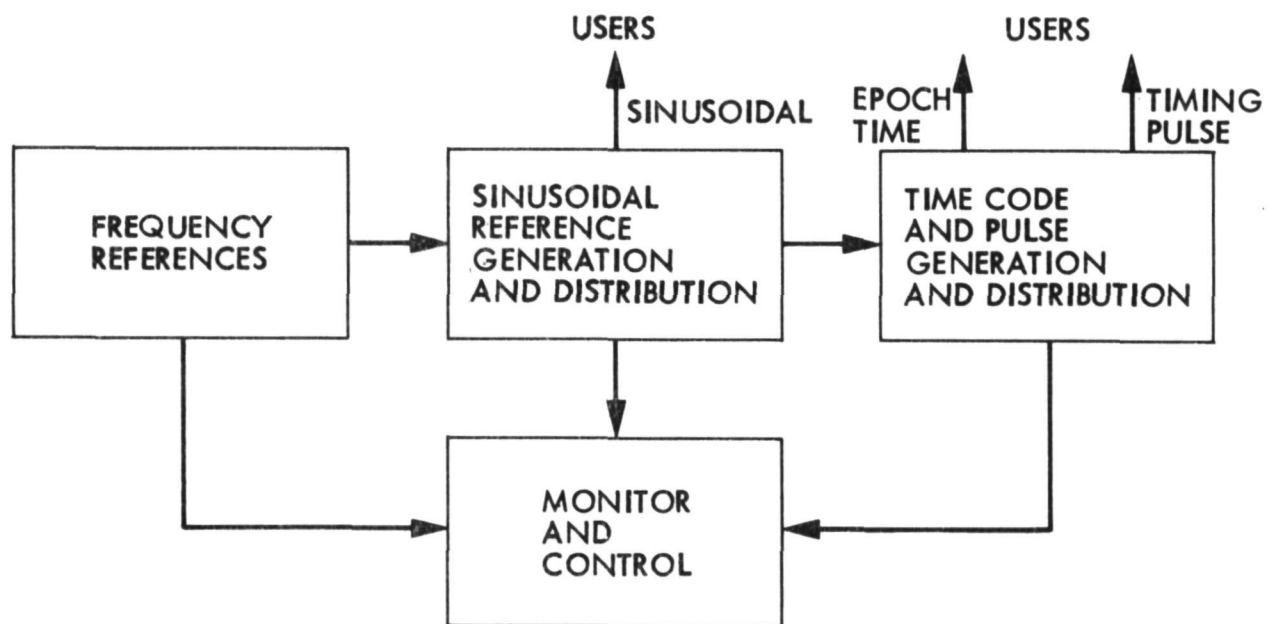 USERS
USERS
SINUSOIDAL
EPOCH
TIME
TIMING
PULSE
FREQUENCY
REFERENCES
SINUSOIDAL
REFERENCE
GENERATION
AND DISTRIBUTION
TIME CODE
AND PULSE
GENERATION
AND DISTRIBUTION
MONITOR
AND
CONTROL